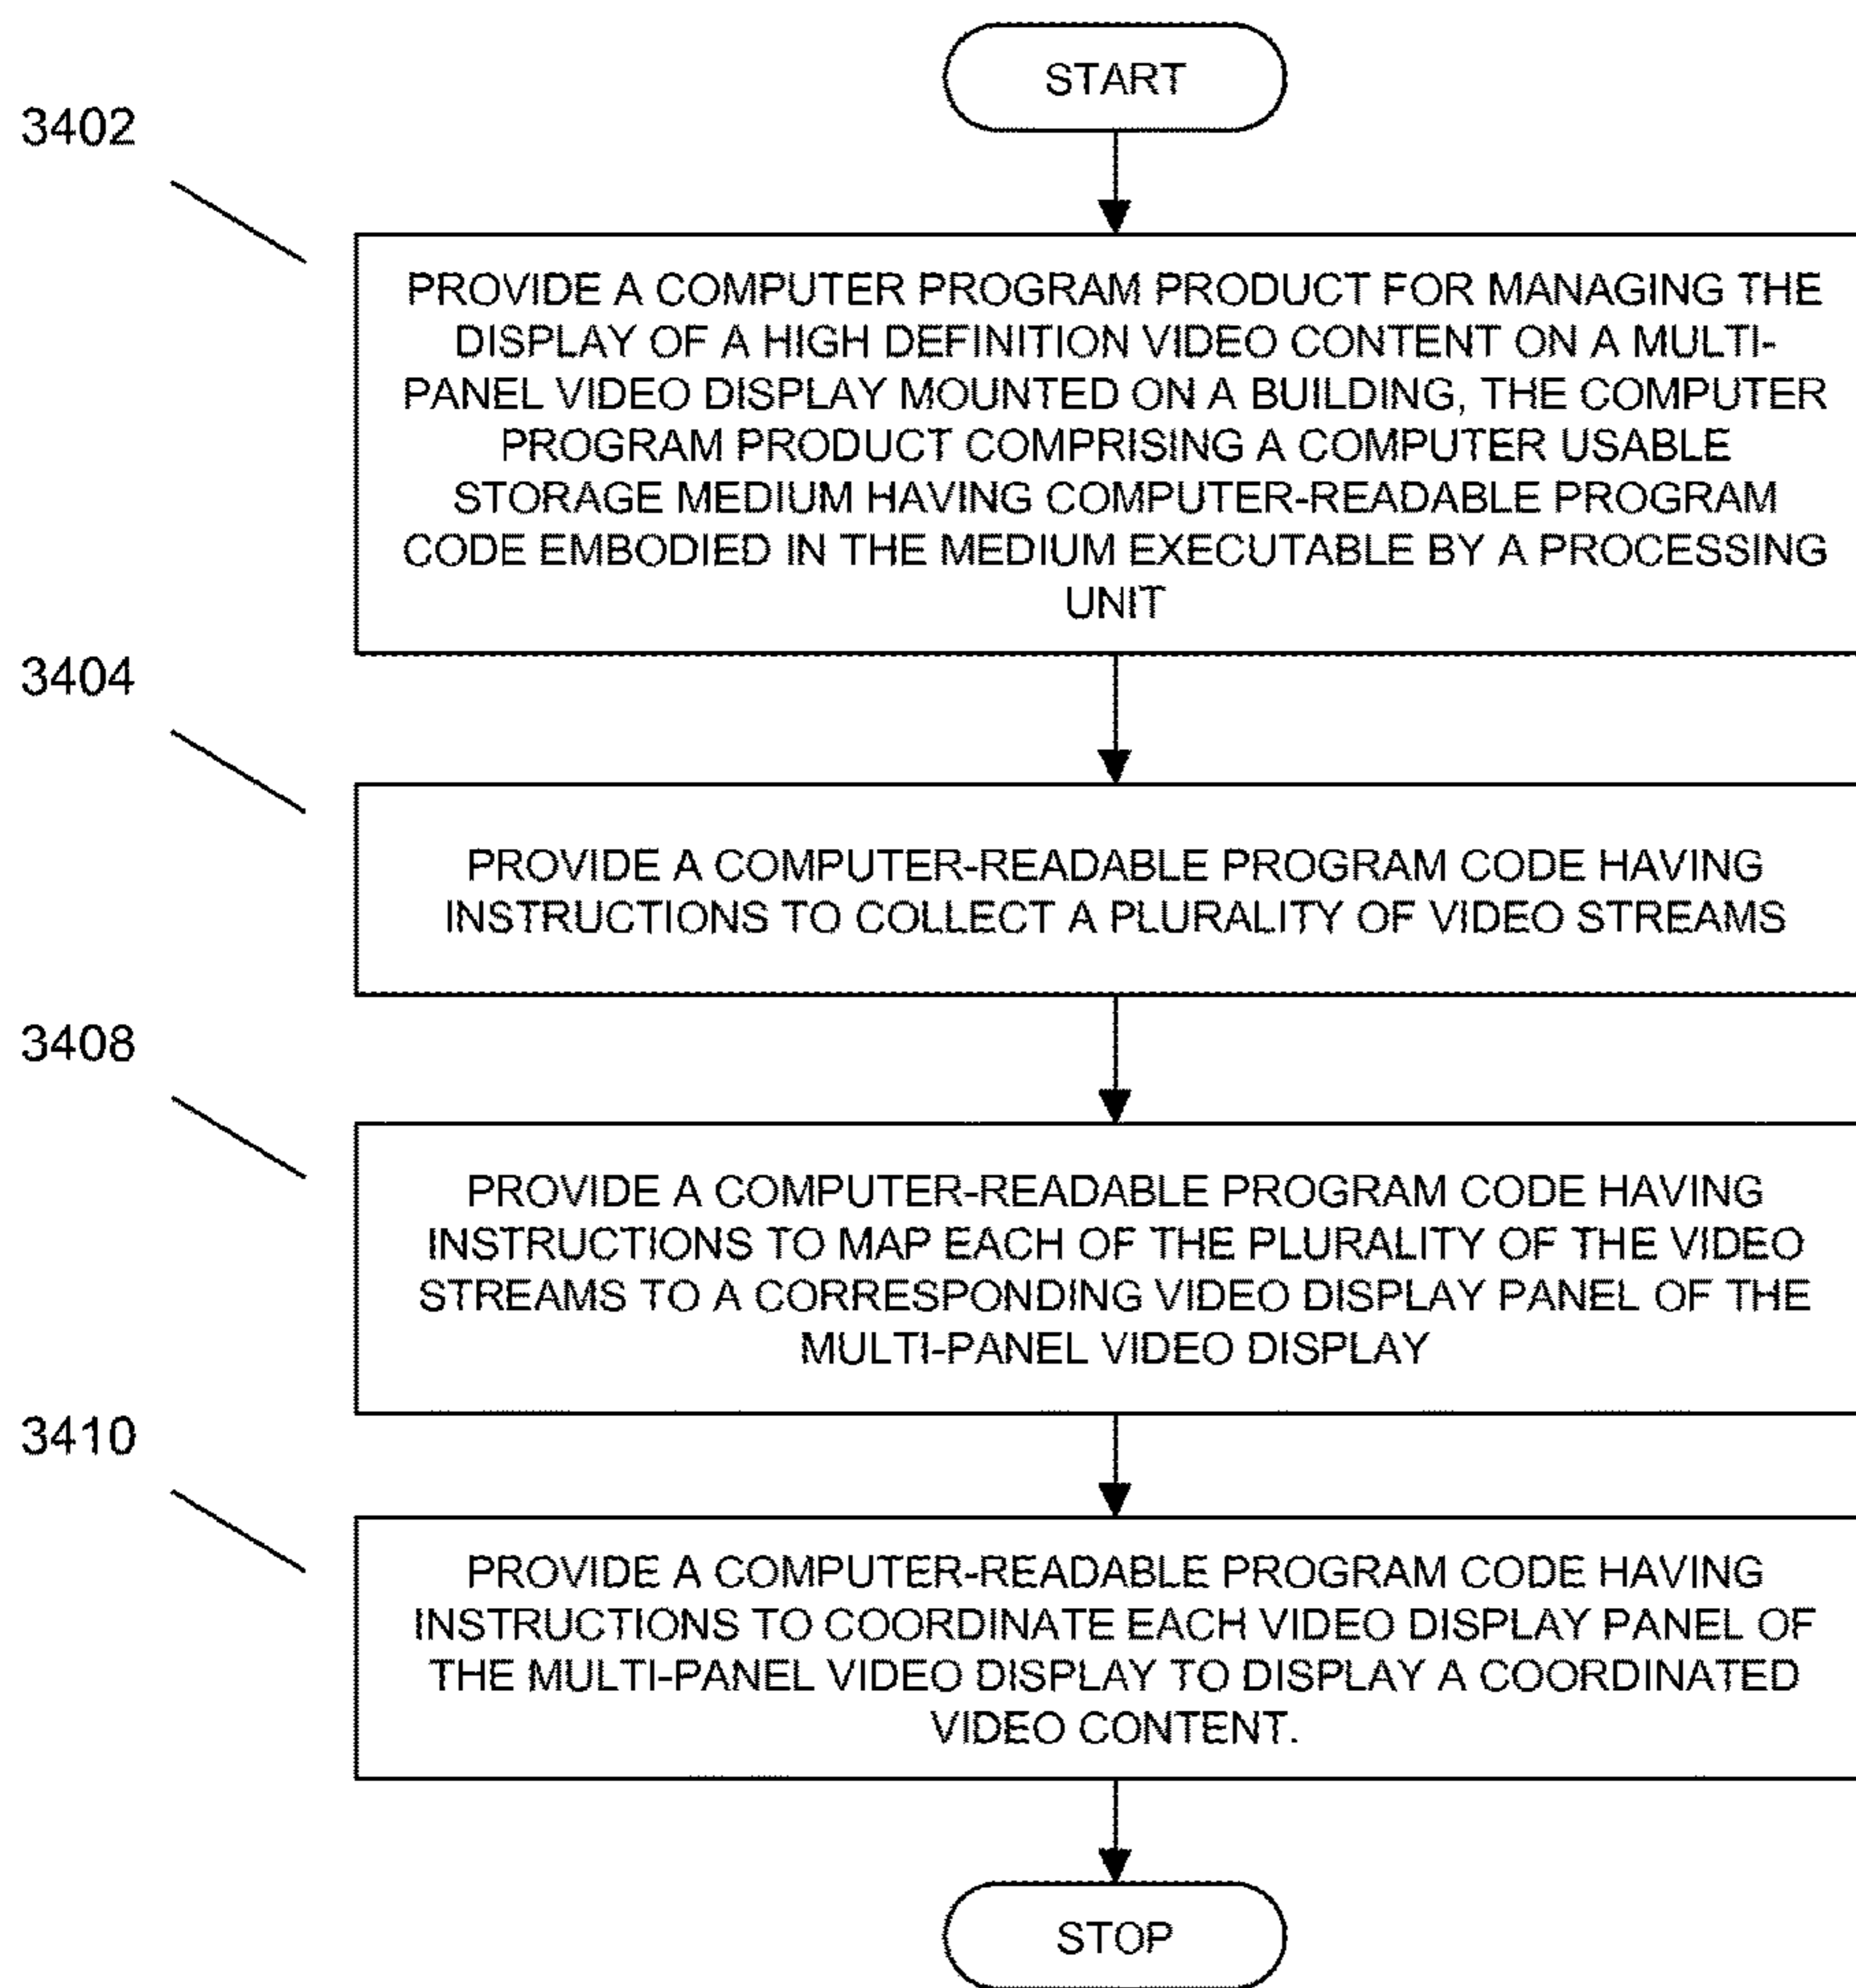 START
3402
PROVIDE A COMPUTER PROGRAM PRODUCT FOR MANAGING THE
DISPLAY OF A HIGH DEFINITION VIDEO CONTENT ON A MULTI-
PANEL VIDEO DISPLAY MOUNTED ON A BUILDING, THE COMPUTER
PROGRAM PRODUCT COMPRISING A COMPUTER USABLE
STORAGE MEDIUM HAVING COMPUTER-READABLE PROGRAM
CODE EMBODIED IN THE MEDIUM EXECUTABLE BY A PROCESSING
UNIT
3404
PROVIDE A COMPUTER-READABLE PROGRAM CODE HAVING
INSTRUCTIONS TO COLLECT A PLURALITY OF VIDEO STREAMS
3408
PROVIDE A COMPUTER-READABLE PROGRAM CODE HAVING
INSTRUCTIONS TO MAP EACH OF THE PLURALITY OF THE VIDEO
STREAMS TO A CORRESPONDING VIDEO DISPLAY PANEL OF THE
MULTI-PANEL VIDEO DISPLAY
3410
PROVIDE A COMPUTER-READABLE PROGRAM CODE HAVING
INSTRUCTIONS TO COORDINATE EACH VIDEO DISPLAY PANEL OF
THE MULTI-PANEL VIDEO DISPLAY TO DISPLAY A COORDINATED
VIDEO CONTENT.
STOP